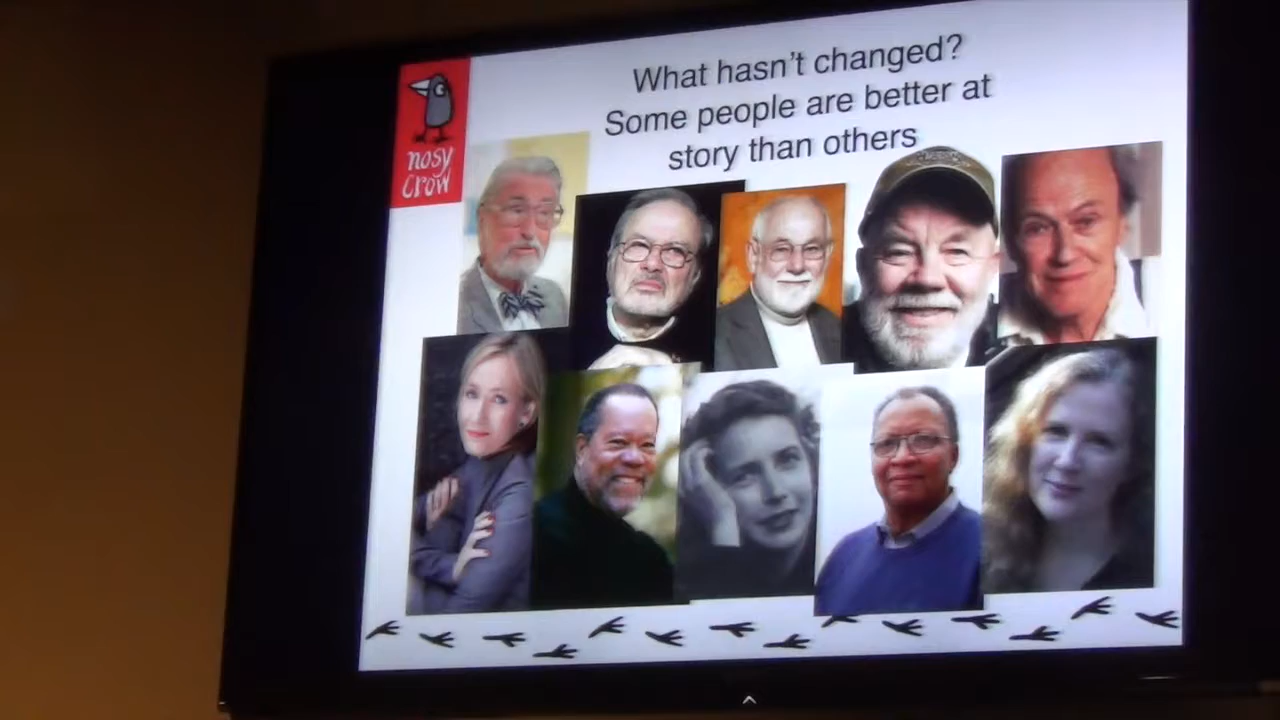 What hasn't changed?
Some people are better at
story than others
nosy
crow